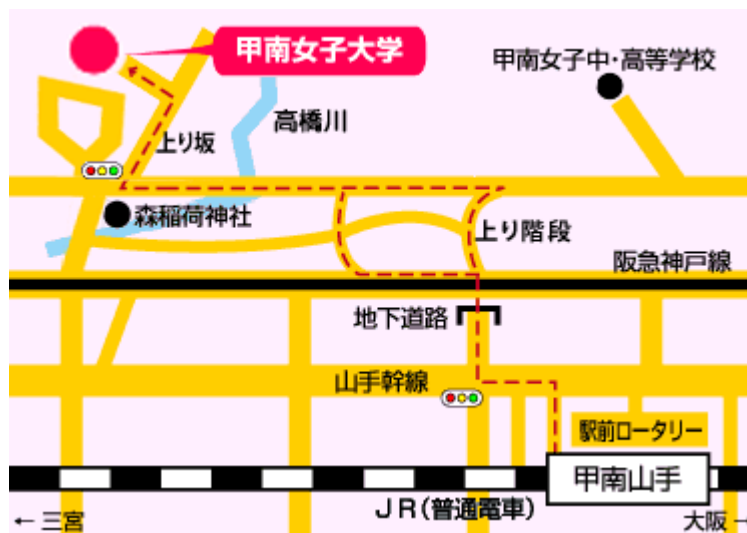 甲南女子大学
甲南女子中・高等学校
高橋川
上り坂
森稲荷神社
上り階段
阪急神戸線
地下道路
山手幹線
駅前ロータリー
甲南山手
JR(普通電車)
← 三宮
大阪 →